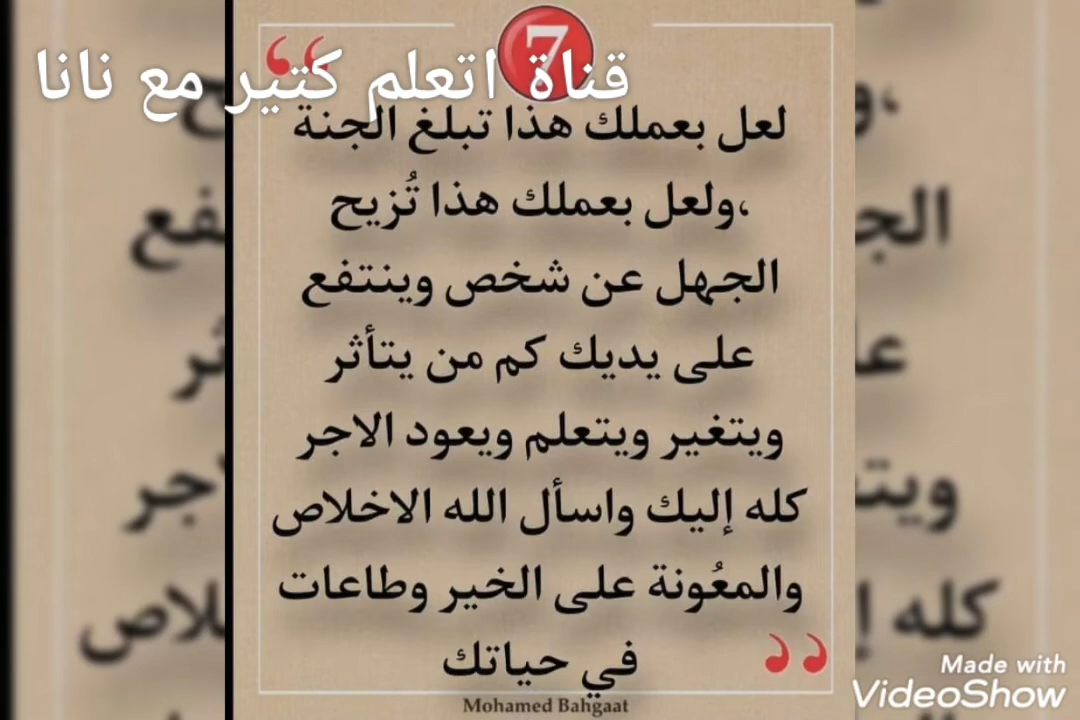 7
قناة اتعلم كتير مع نانا
لعل بعملك هذا تبلغ الجنة
،ولعل بعملك هذا تُزيح
الجهل عن شخص وينتفع
على يديك كم من يتأثر
ويتغير ويتعلم ويعود الاجر
كله إليك واسأل الله الاخلاص
والمعُونة على الخير وطاعات
في حياتك
Mohamed Bahgaat
Made with
VideoShow